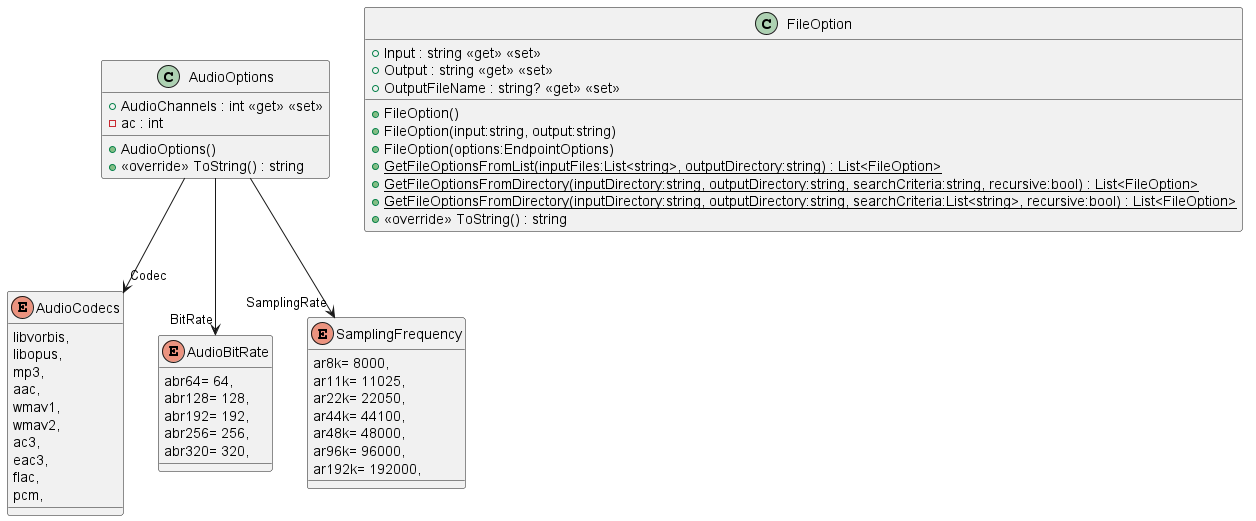 C FileOption
Input : string «get» «set»
Output : string «get» «set»
OutputFileName : string? «get» «set»
FileOption()
FileOption(input:string, output:string)
FileOption(options:EndpointOptions)
GetFileOptionsFromList(inputFiles:List<string>, outputDirectory:string) : List<FileOption>
GetFileOptionsFromDirectory(inputDirectory:string, outputDirectory:string, searchCriteria:string, recursive:bool) : List<FileOption>
GetFileOptionsFromDirectory(inputDirectory:string, outputDirectory:string, searchCriteria:List<string>, recursive:bool) : List<FileOption>
«override» ToString() : string
C AudioOptions
AudioChannels : int «get» «set»
ac : int
AudioOptions()
«override» ToString() : string
Codec
BitRate
SamplingRate
E AudioCodecs
libvorbis,
libopus,
mp3,
aac,
wmav1,
wmav2,
ac3,
eac3,
flac,
pcm,
E AudioBitRate
abr64= 64,
abr128= 128,
abr192= 192,
abr256= 256,
abr320= 320,
E SamplingFrequency
ar8k= 8000,
ar11k= 11025,
ar22k= 22050,
ar44k= 44100,
ar48k= 48000,
ar96k= 96000,
ar192k= 192000,